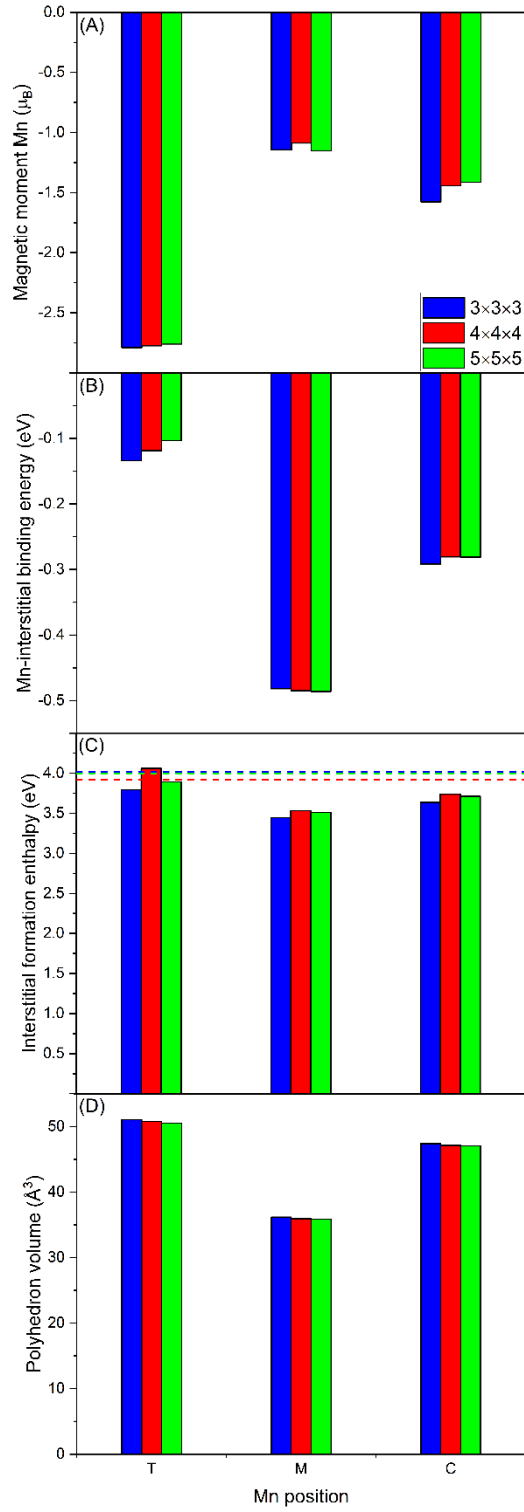 (A)
Magnetic moment Mn (μB)
0.0
-0.5
-1.0
-1.5
-2.0
-2.5
3×3×3
4×4×4
5×5×5
(B)
Mn-interstitial binding energy (eV)
-0.1
-0.2
-0.3
-0.4
-0.5
(C)
Interstitial formation enthalpy (eV)
4.0
3.5
3.0
2.5
2.0
1.5
1.0
0.5
(D)
Polyhedron volume (Å³)
50
40
30
20
10
0
T M C
Mn position